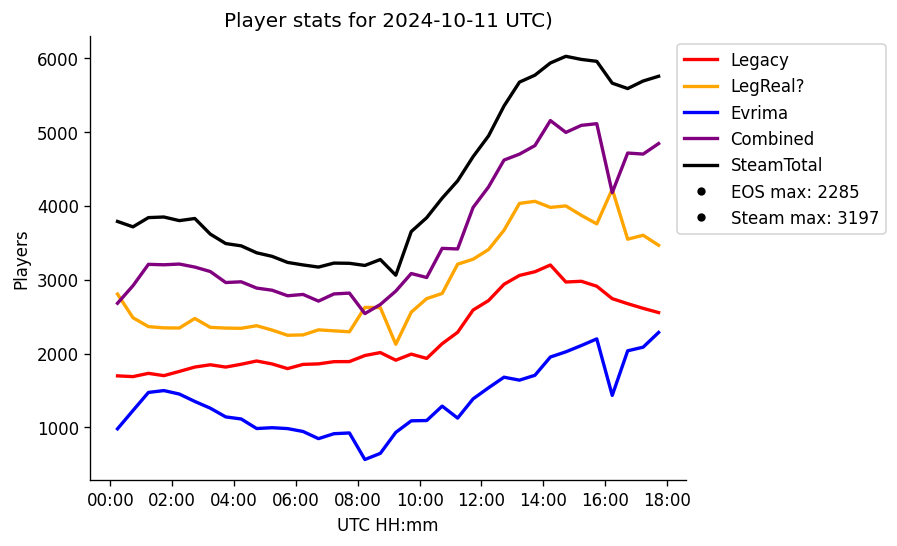 Player stats for 2024-10-11 UTC)
Legacy
LegReal?
Evrima
Combined
SteamTotal
EOS max: 2285
Steam max: 3197
Players
6000
5000
4000
3000
2000
1000
00:00 02:00 04:00 06:00 08:00 10:00 12:00 14:00 16:00 18:00
UTC HH:mm